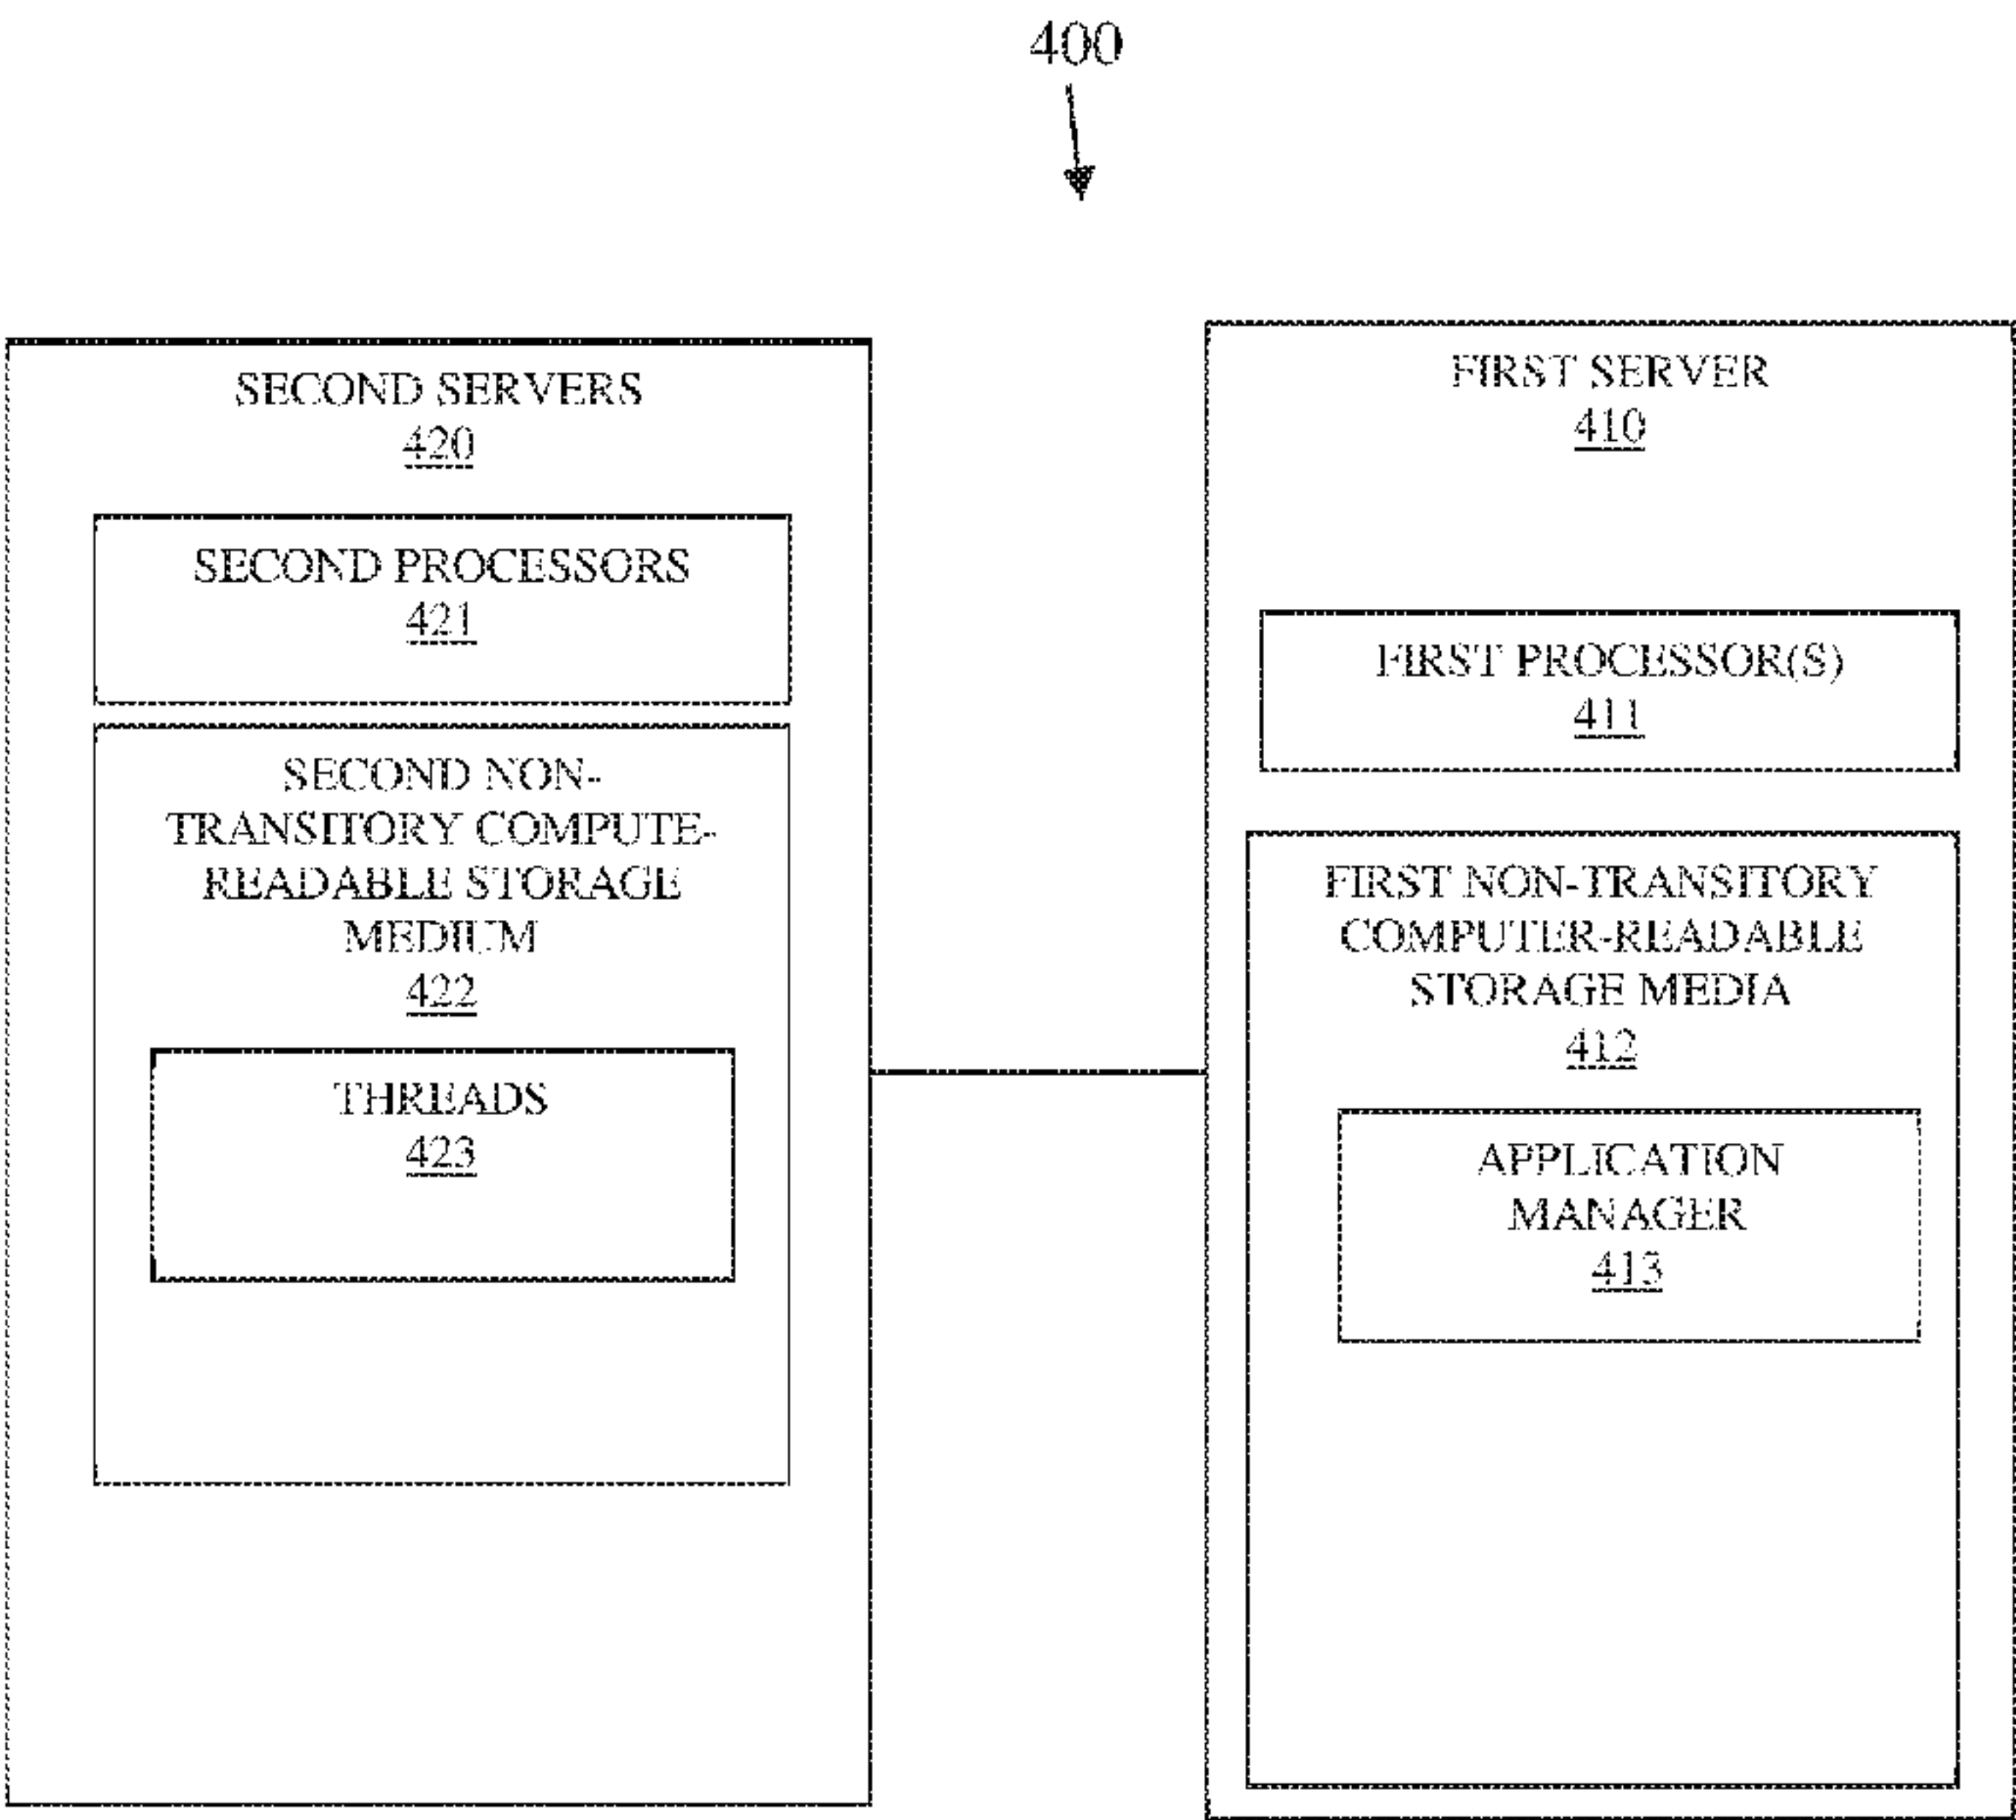 400
SECOND SERVERS
420
SECOND PROCESSORS
421
SECOND NON-
TRANSITORY COMPUTE-
READABLE STORAGE
MEDIUM
422
THREADS
423
FIRST SERVER
410
FIRST PROCESSOR(S)
411
FIRST NON-TRANSITORY
COMPUTER-READABLE
STORAGE MEDIA
412
APPLICATION
MANAGER
413